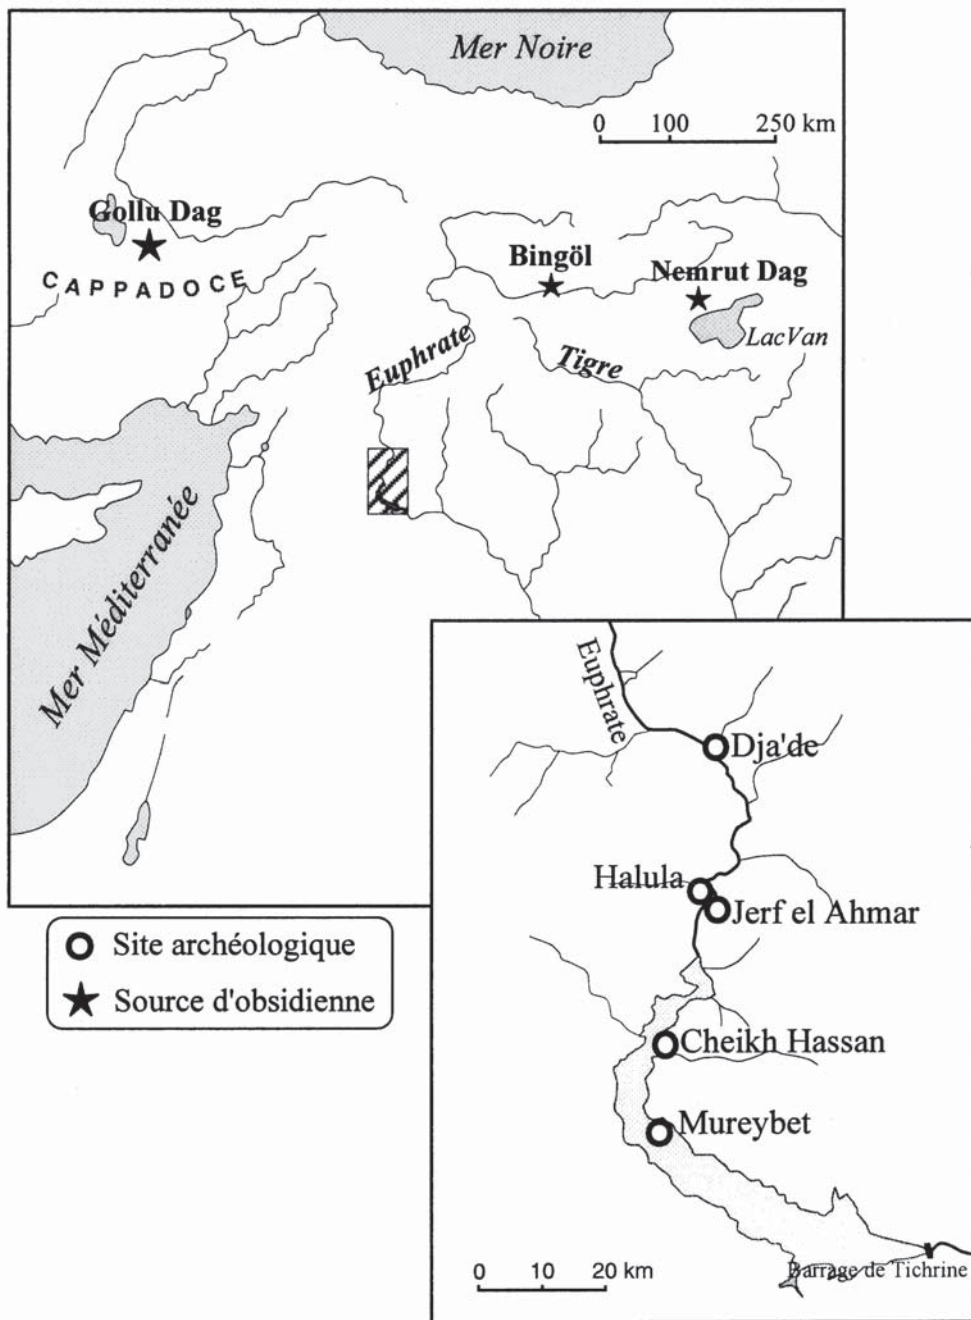 Mer Noire
0 100 250 km
Gollu Dag
CAPPADOCE
Bingöl
Nemrut Dag
Lac Van
Euphrate
Tigre
Mer Méditerranée
Euphrate
Dja'de
Halula
Jerf el Ahmar
Cheikh Hassan
Mureybet
Barrage de Tichrine
0 10 20 km
Site archéologique
Source d'obsidienne